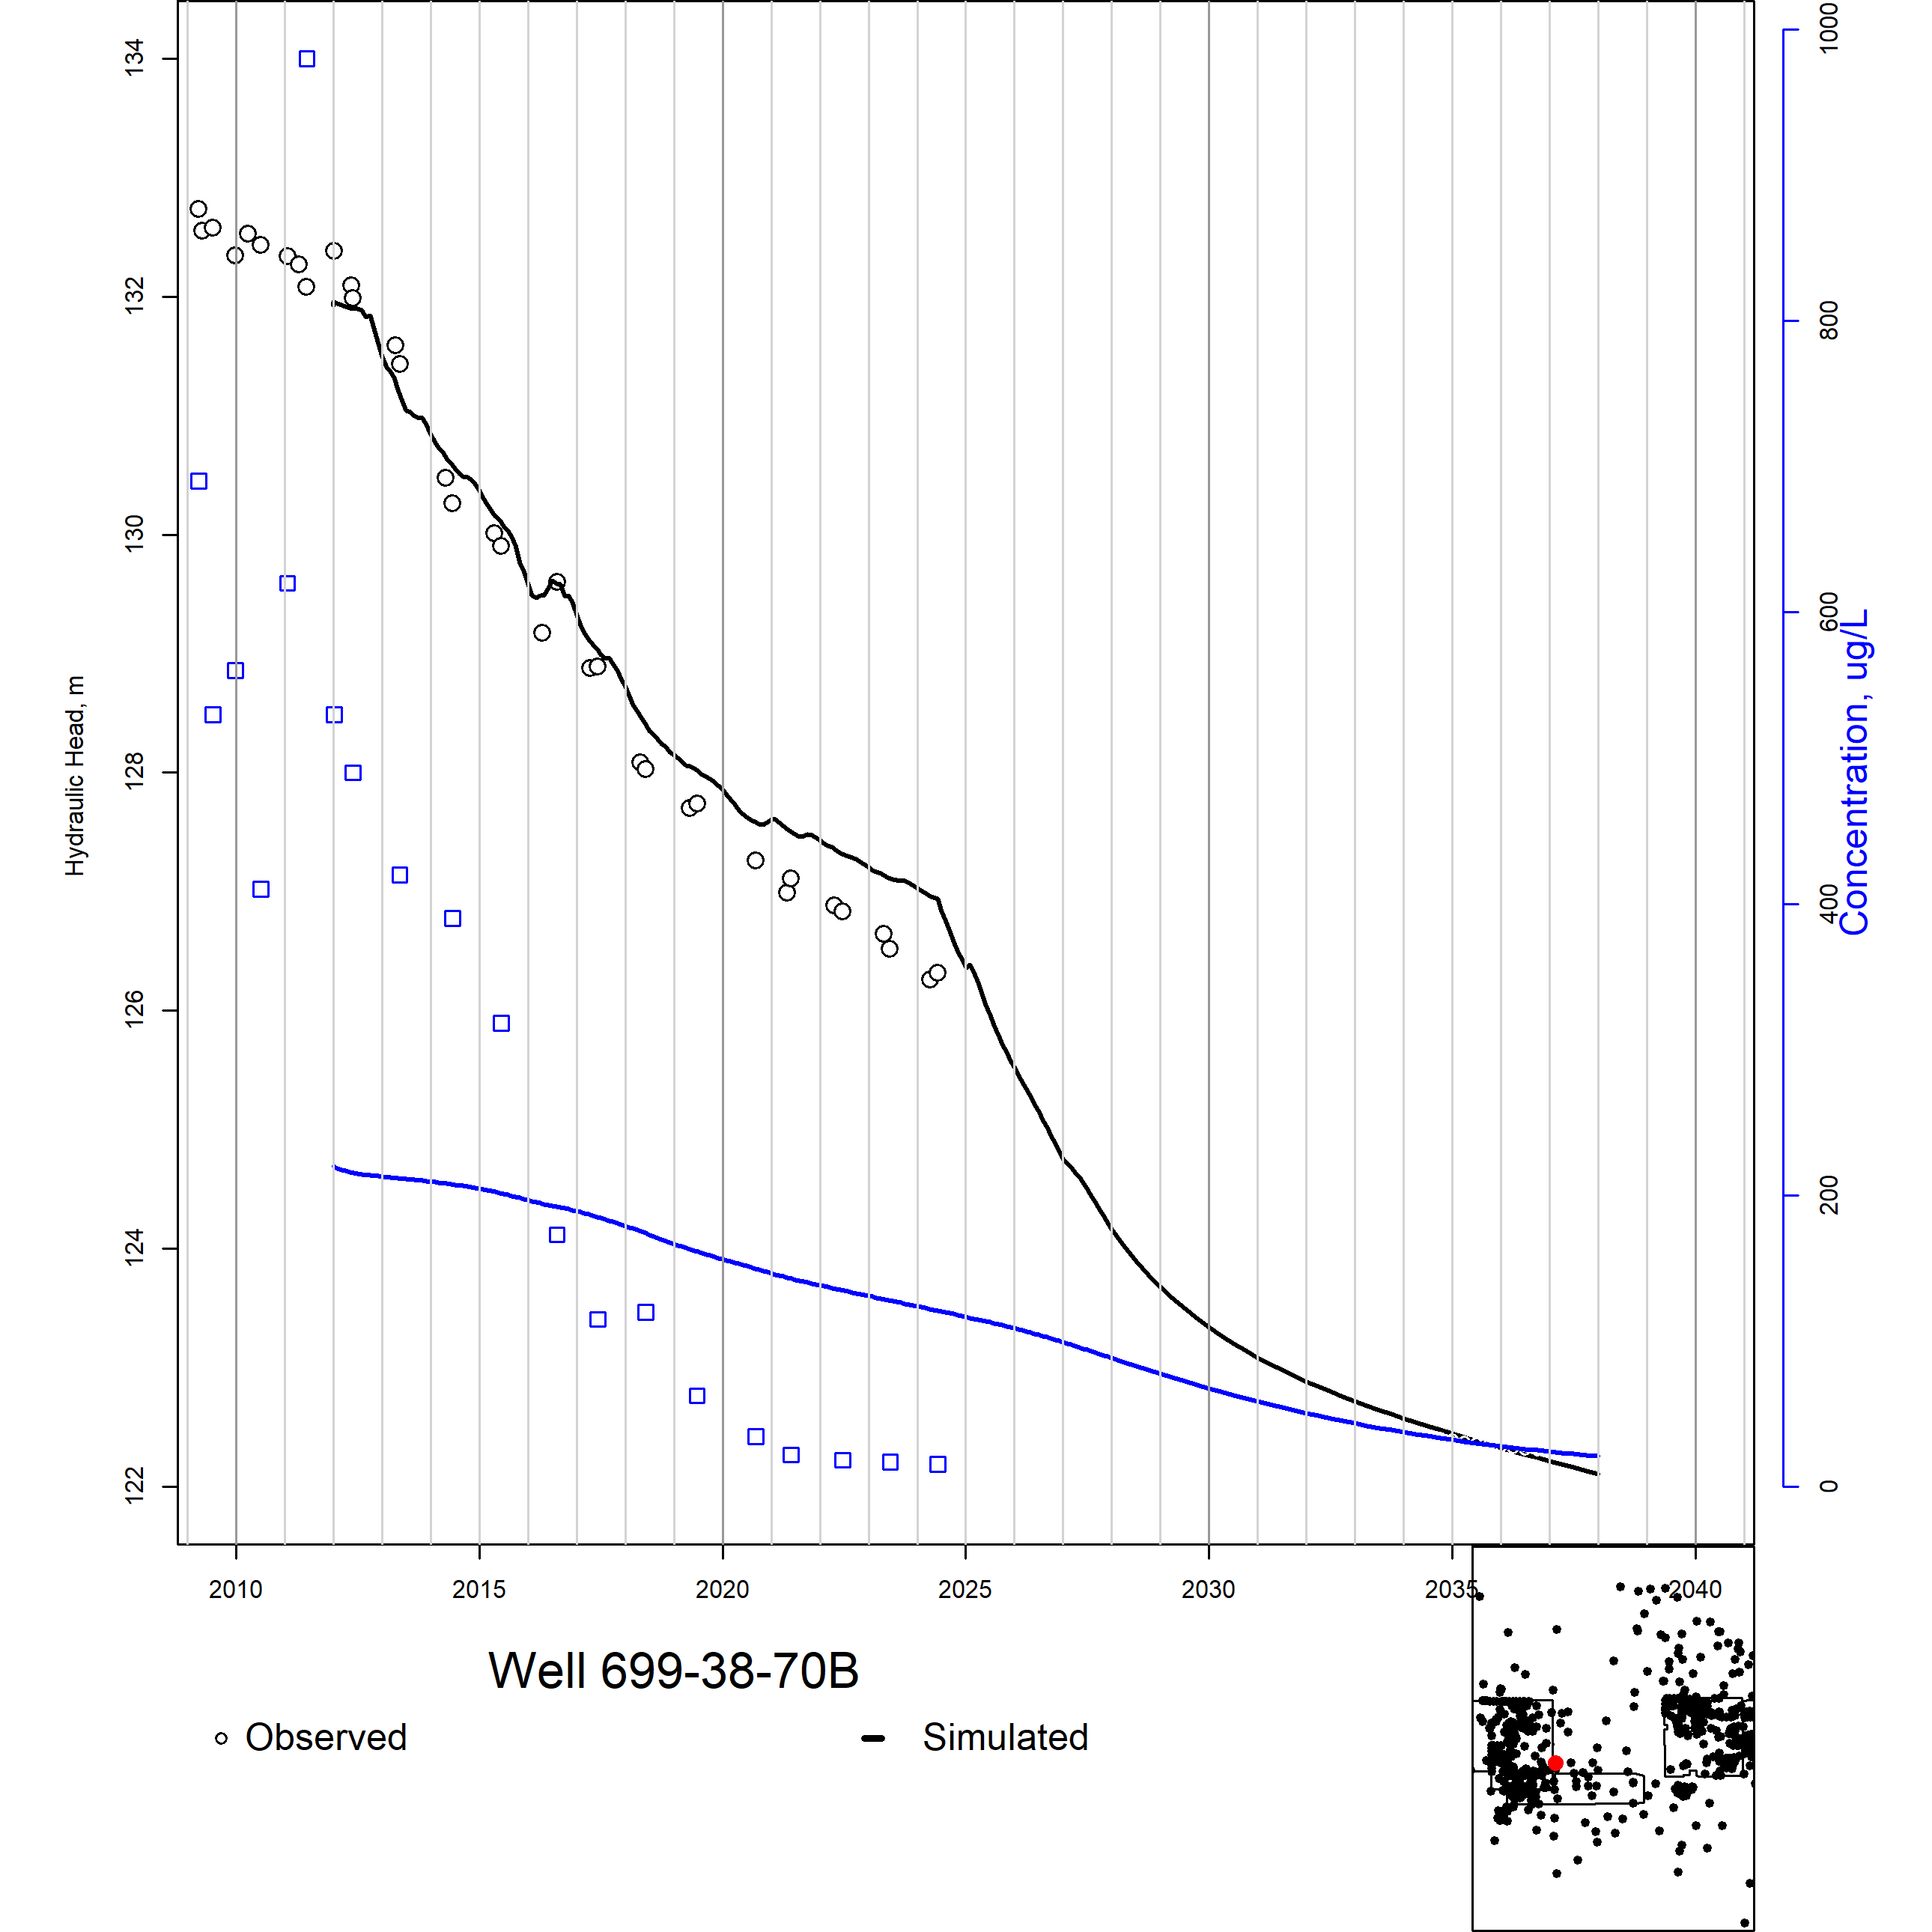 134
132
130
128
126
124
122
Hydraulic Head, m
1000
800
600
400
200
0
Concentration, ug/L
2010 2015 2020 2025 2030 2035 2040
Well 699-38-70B
Observed Simulated